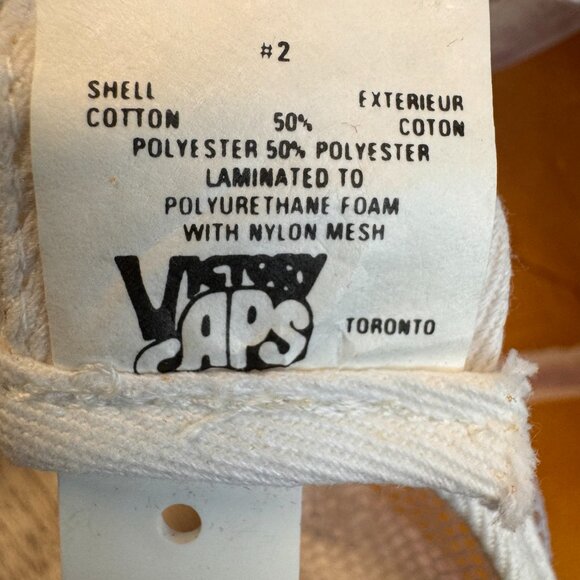 #2
SHELL EXTERIEUR
COTTON 50% COTON
POLYESTER 50% POLYESTER
LAMINATED TO
POLYURETHANE FOAM
WITH NYLON MESH
VICTORY
CAPS TORONTO